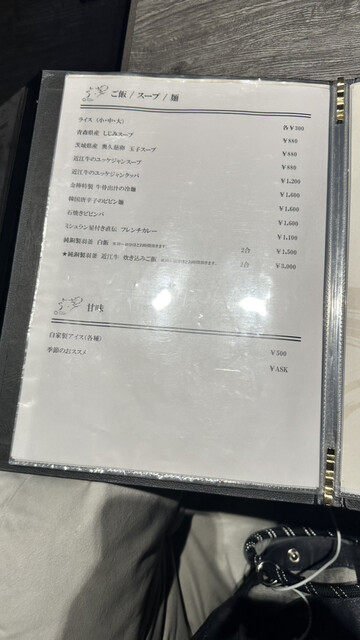 ご飯 / スープ / 麺
ライス（小・中・大） 各￥300
青森県産 しじみスープ ￥880
茨城県産 奥久慈卵 玉子スープ ￥880
近江牛のユッケジャンスープ ￥880
近江牛のユッケジャンクッパ ￥1,200
金締特製 牛骨出汁の冷麺 ￥1,600
韓国唐辛子のビビン麺 ￥1,600
石焼きビビンバ ￥1,600
ミシュラン星付き直伝 フレンチカレー ￥1,100
純銅製羽釜 白飯 2合 ￥1,500
★純銅製羽釜 近江牛 炊き込みご飯 2合 ￥3,000
甘味
自家製アイス(各種) ￥500
季節のおススメ ￥ASK